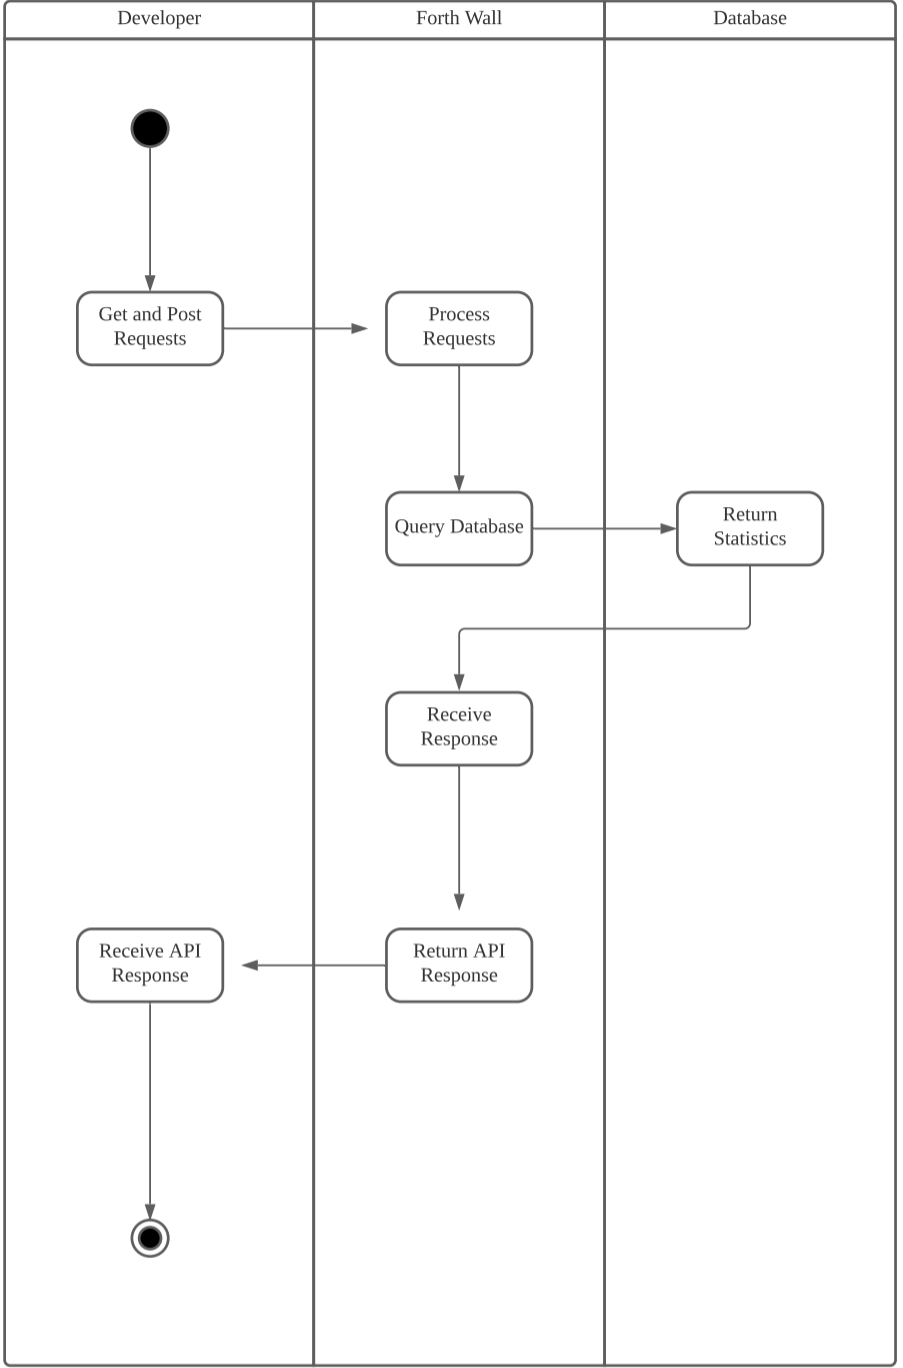 Developer
Forth Wall
Database
Get and Post
Requests
Process
Requests
Query Database
Return
Statistics
Receive
Response
Receive API
Response
Return API
Response